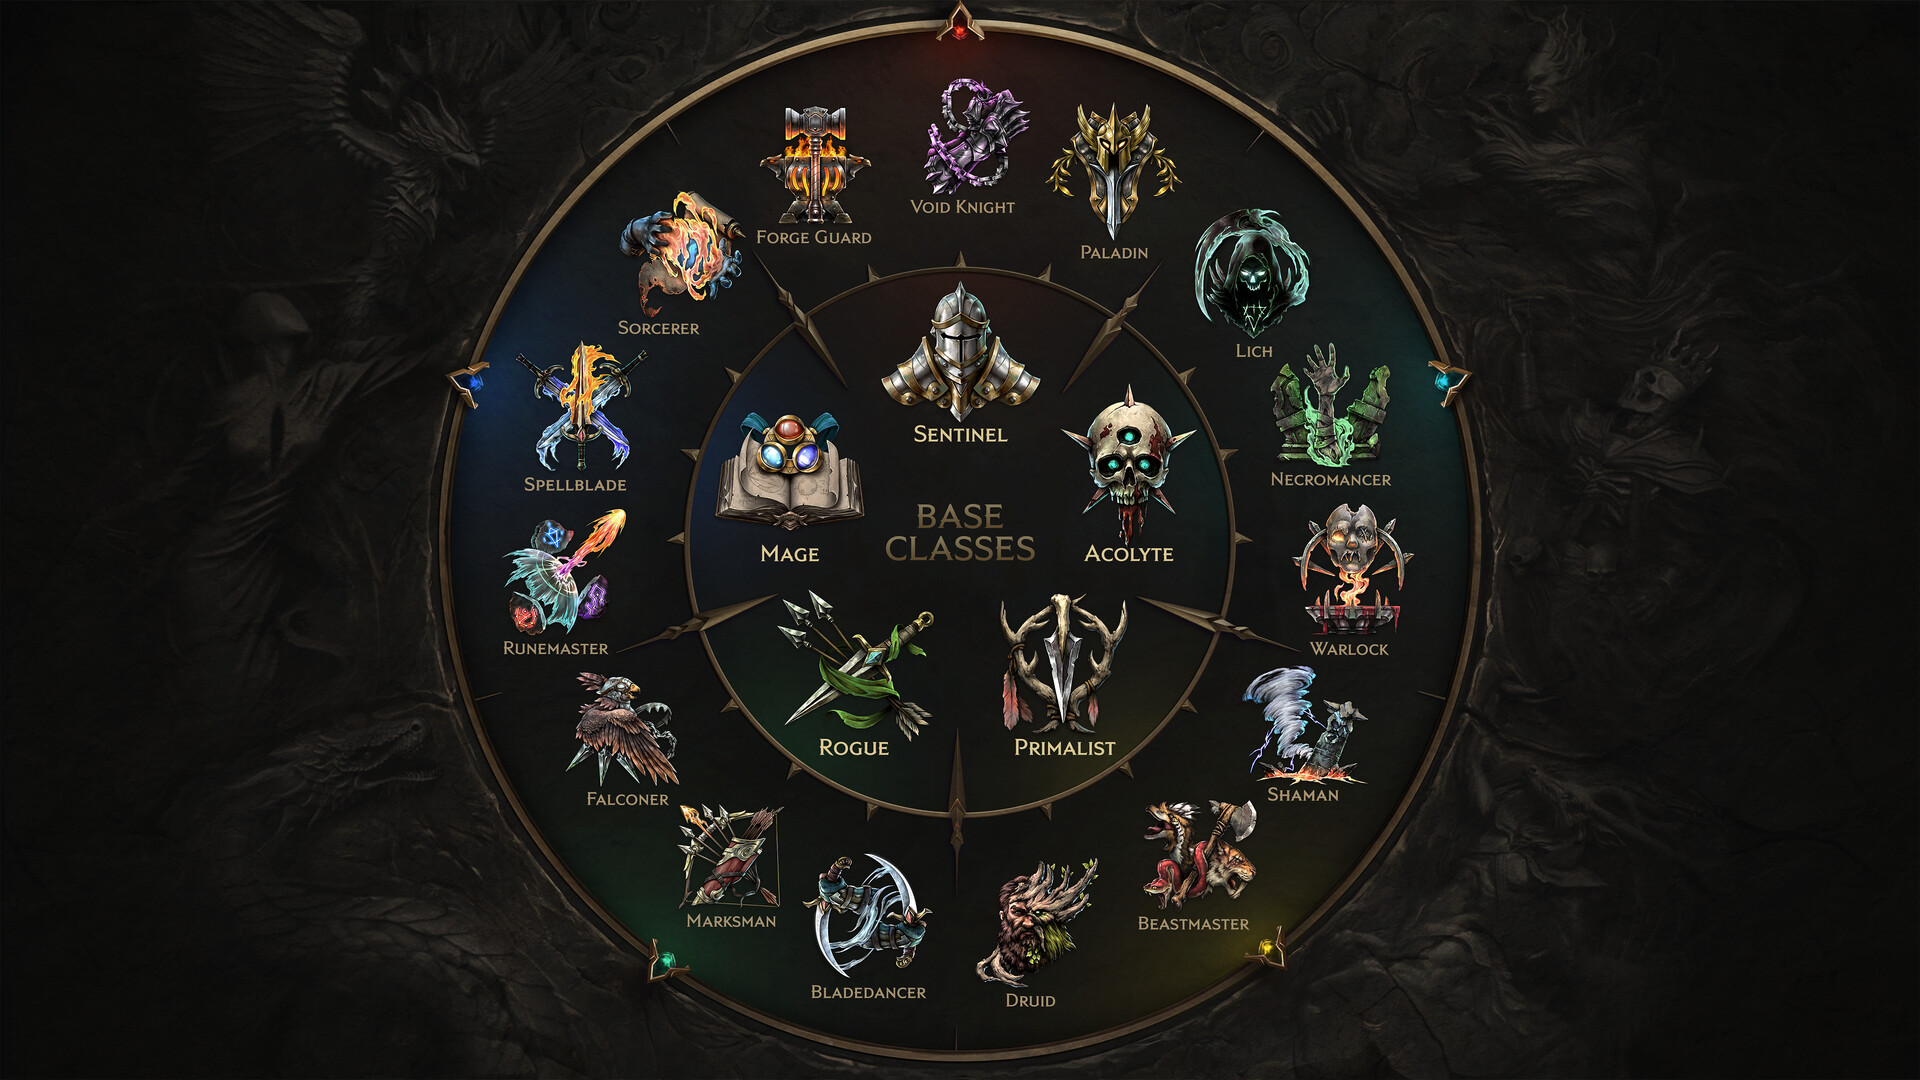 Void Knight
Forge Guard
Paladin
Sorcerer
Lich
Sentinel
Necromancer
Spellblade
Base
Classes
Mage
Acolyte
Runemaster
Warlock
Rogue
Primalist
Falconer
Shaman
Marksman
Beastmaster
Bladedancer
Druid